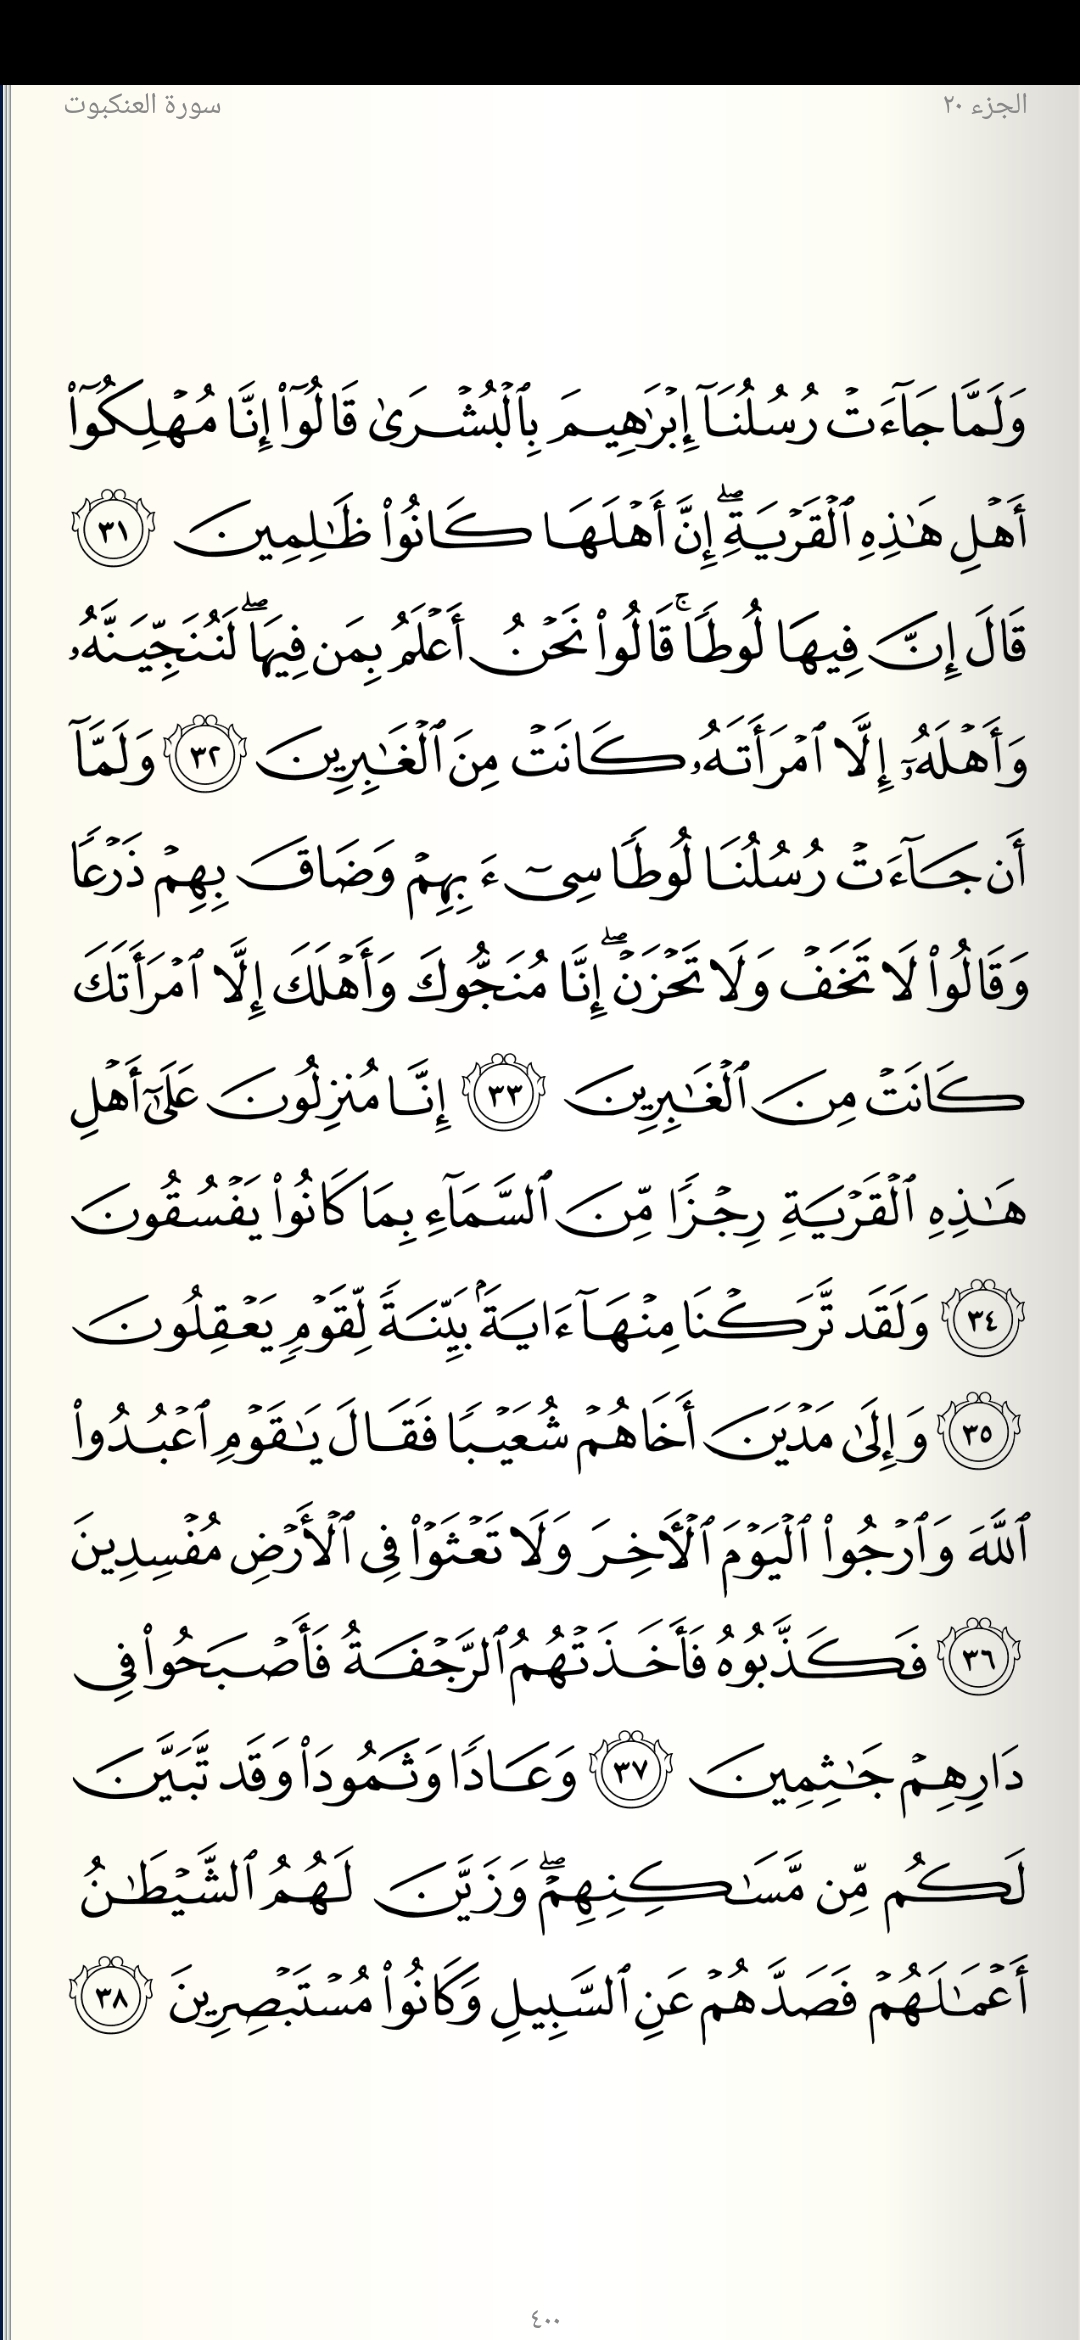 الجزء ٢٠
سورة العنكبوت
وَلَمَّا جَآءَتْ رُسُلُنَآ إِبْرَٰهِيمَ بِٱلْبُشْرَىٰ قَالُوٓا۟ إِنَّا مُهْلِكُوٓا۟
أَهْلِ هَٰذِهِ ٱلْقَرْيَةِ ۖ إِنَّ أَهْلَهَا كَانُوا۟ ظَٰلِمِينَ ٣١
قَالَ إِنَّ فِيهَا لُوطًا ۚ قَالُوا۟ نَحْنُ أَعْلَمُ بِمَن فِيهَا ۖ لَنُنَجِّيَنَّهُۥ
وَأَهْلَهُۥٓ إِلَّا ٱمْرَأَتَهُۥ كَانَتْ مِنَ ٱلْغَٰبِرِينَ ٣٢ وَلَمَّآ
أَن جَآءَتْ رُسُلُنَا لُوطًا سِىٓءَ بِهِمْ وَضَاقَ بِهِمْ ذَرْعًا
وَقَالُوا۟ لَا تَخَفْ وَلَا تَحْزَنْ ۖ إِنَّا مُنَجُّوكَ وَأَهْلَكَ إِلَّا ٱمْرَأَتَكَ
كَانَتْ مِنَ ٱلْغَٰبِرِينَ ٣٣ إِنَّا مُنزِلُونَ عَلَىٰٓ أَهْلِ
هَٰذِهِ ٱلْقَرْيَةِ رِجْزًا مِّنَ ٱلسَّمَآءِ بِمَا كَانُوا۟ يَفْسُقُونَ
٣٤ وَلَقَد تَّرَكْنَا مِنْهَآ ءَايَةًۢ بَيِّنَةً لِّقَوْمٍ يَعْقِلُونَ
٣٥ وَإِلَىٰ مَدْيَنَ أَخَاهُمْ شُعَيْبًا فَقَالَ يَٰقَوْمِ ٱعْبُدُوا۟
ٱللَّهَ وَٱرْجُوا۟ ٱلْيَوْمَ ٱلْءَاخِرَ وَلَا تَعْثَوْا۟ فِى ٱلْأَرْضِ مُفْسِدِينَ
٣٦ فَكَذَّبُوهُ فَأَخَذَتْهُمُ ٱلرَّجْفَةُ فَأَصْبَحُوا۟ فِى
دَارِهِمْ جَٰثِمِينَ ٣٧ وَعَادًا وَثَمُودَا۟ وَقَد تَّبَيَّنَ
لَكُم مِّن مَّسَٰكِنِهِمْ ۖ وَزَيَّنَ لَهُمُ ٱلشَّيْطَٰنُ
أَعْمَٰلَهُمْ فَصَدَّهُمْ عَنِ ٱلسَّبِيلِ وَكَانُوا۟ مُسْتَبْصِرِينَ ٣٨
٤٠٠